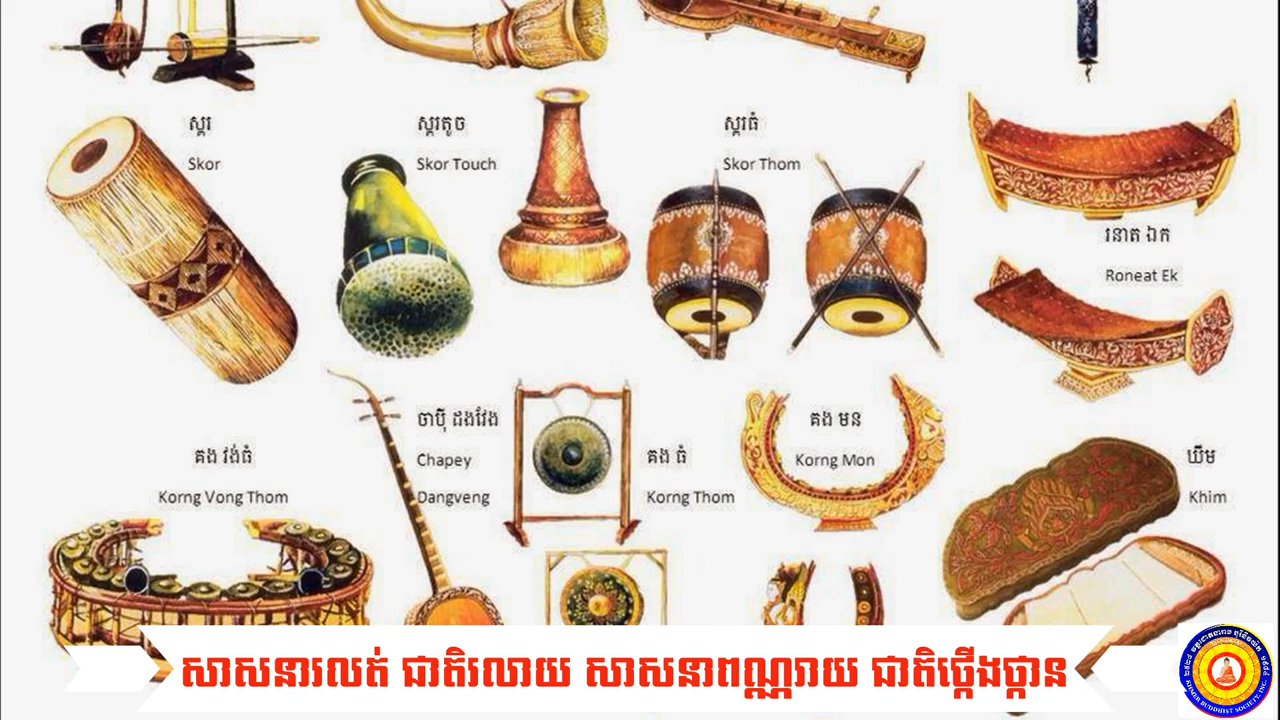 ស្គរ
Skor
ស្គរតូច
Skor Touch
ស្គរធំ
Skor Thom
រនាត ឯក
Roneat Ek
ចាប៉ី ដងវែង
Chapey
Dangveng
គង វង់ធំ
Korng Vong Thom
គង ធំ
Korng Thom
គង មន
Korng Mon
ឃឹម
Khim
សាសនារលត់ ជាតិរលាយ សាសនាពណ្ណរាយ ជាតិថ្កើងថ្កាន
KHMER BUDDHIST SOCIETY, INC.